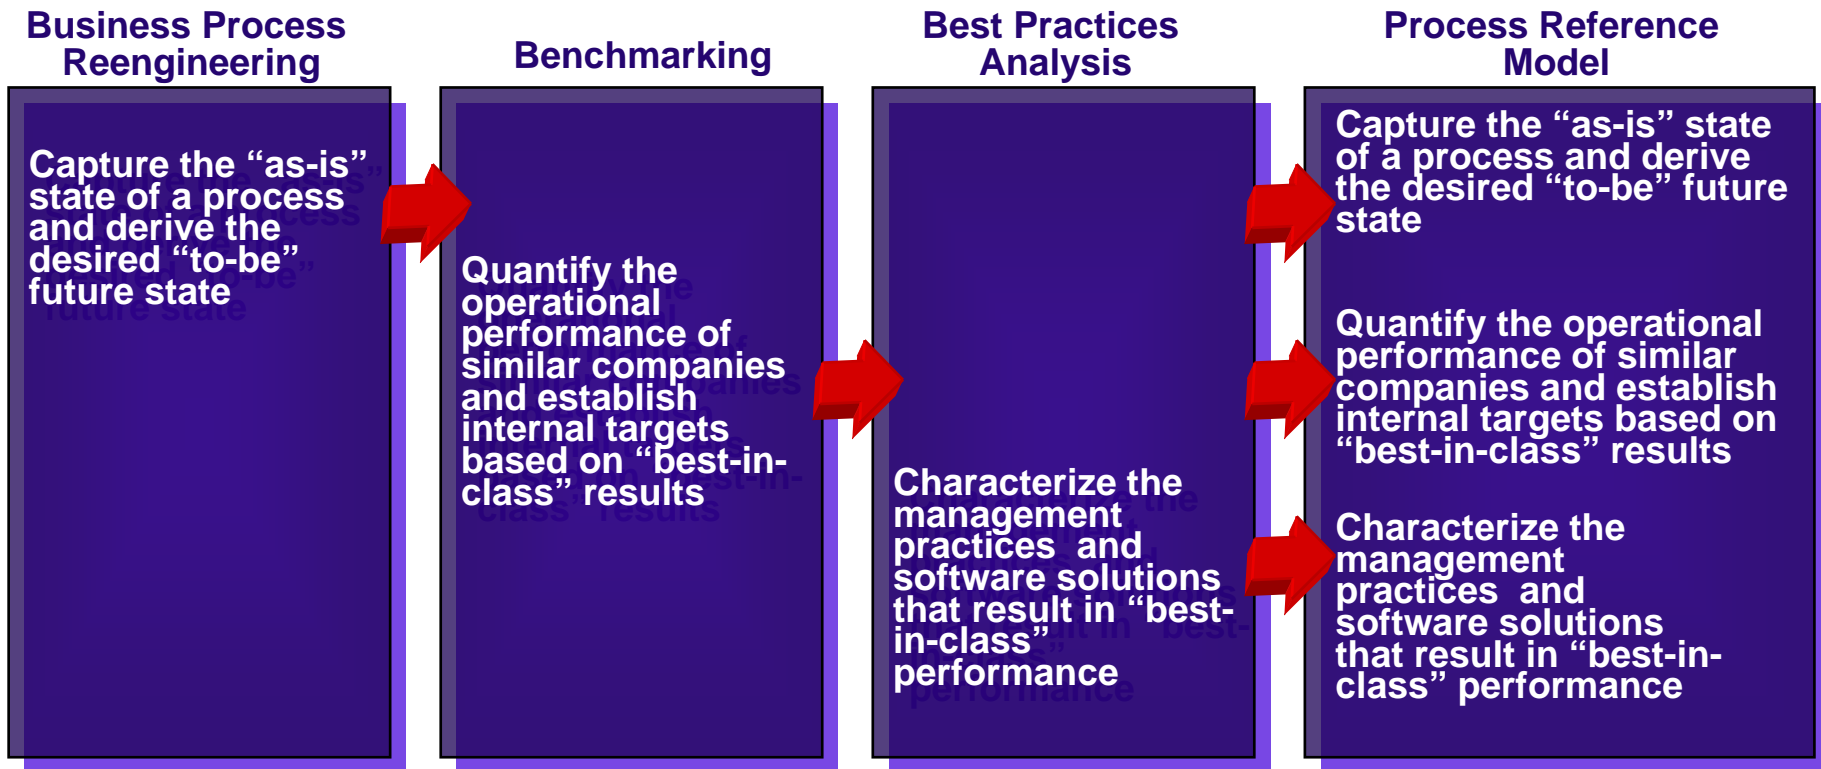 Business Process
Reengineering
Capture the “as-is”
state of a process
and derive the
desired “to-be”
future state
Benchmarking
Quantify the
operational
performance of
similar companies
and establish
internal targets
based on “best-in-
class” results
Best Practices
Analysis
Characterize the
management
practices  and
software solutions
that result in “best-
in-class”
performance
Process Reference
Model
Capture the “as-is” state
of a process and derive
the desired “to-be” future
state
Quantify the operational
performance of similar
companies and establish
internal targets based on
“best-in-class” results
Characterize the
management
practices  and
software solutions
that result in “best-in-
class” performance